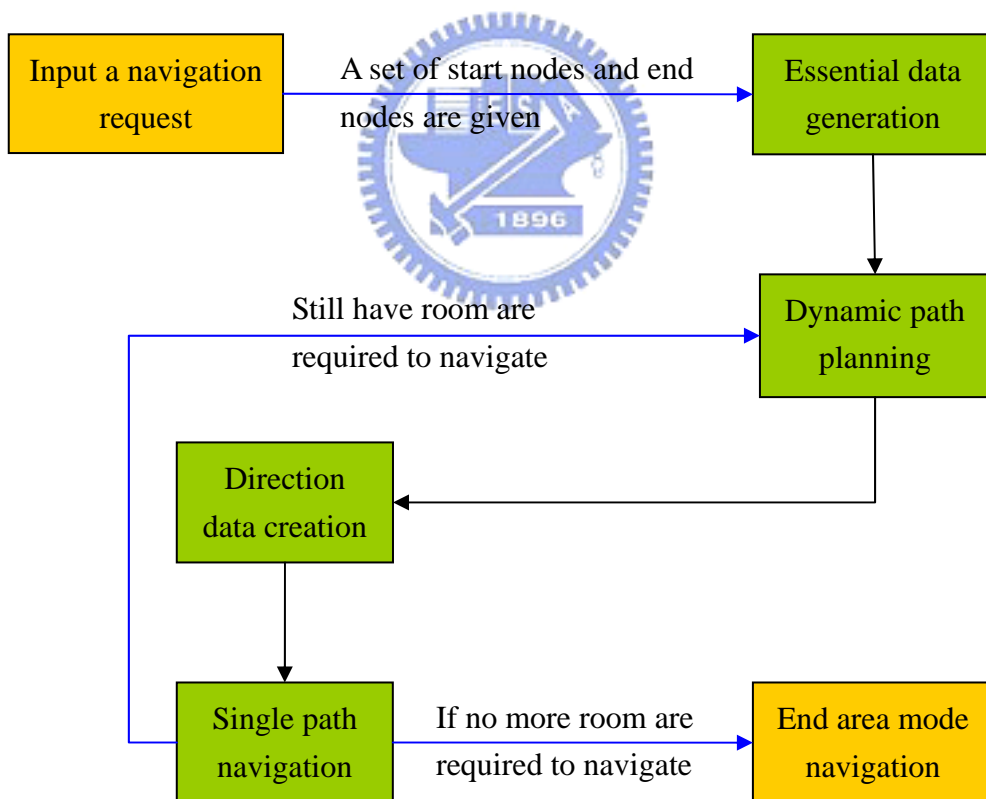 Input a navigation
request
A set of start nodes and end
nodes are given
Essential data
generation
ESA
1896
Still have room are
required to navigate
Dynamic path
planning
Direction
data creation
Single path
navigation
If no more room are
required to navigate
End area mode
navigation